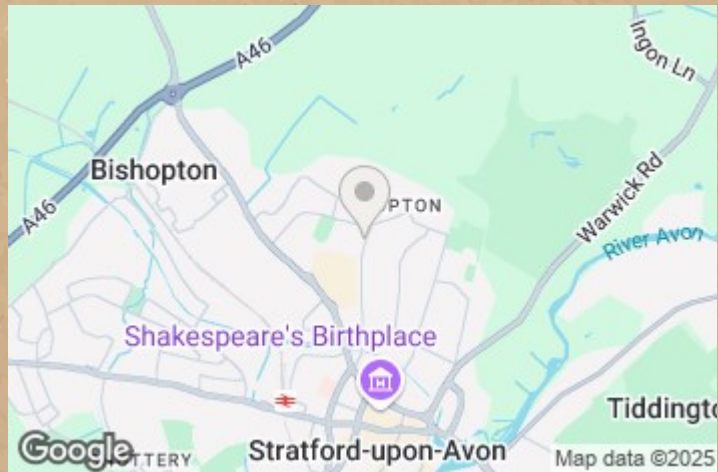 A46
Ingon Ln
Bishopton
PTON
Warwick Rd
A46
River Avon
Shakespeare's Birthplace
Tiddingto
Google
TTERY
Stratford-upon-Avon
Map data ©2025